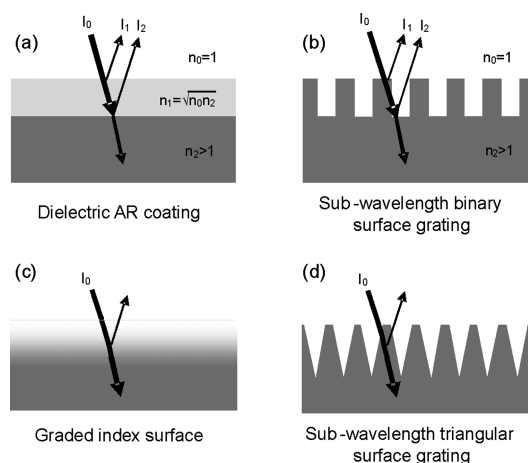 (a)
I0
I1
I2
n0=1
n1=√n0n2
n2>1
Dielectric AR coating
(b)
I0
I1
I2
n0=1
n2>1
Sub-wavelength binary
surface grating
(c)
I0
Graded index surface
(d)
I0
Sub-wavelength triangular
surface grating